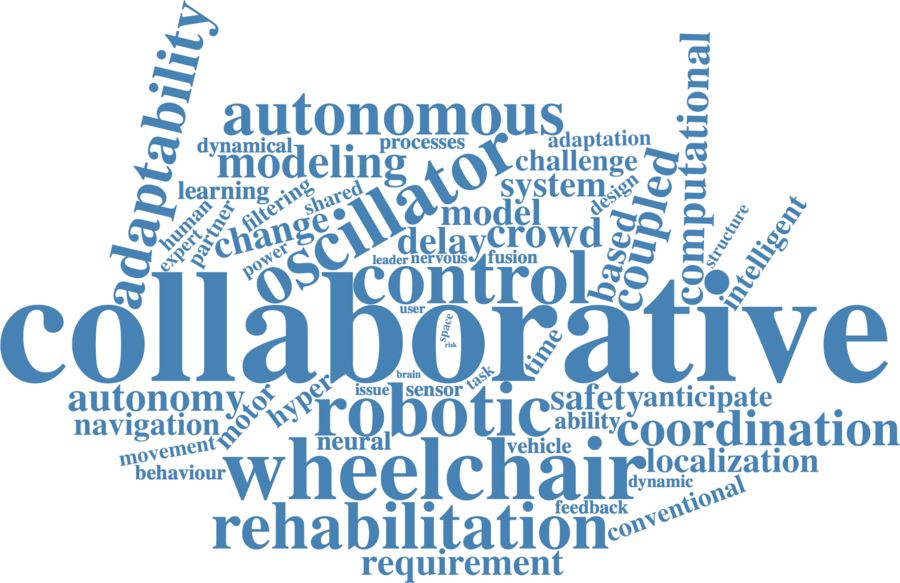 adaptability
autonomous
computational
dynamical
processes
adaptation
modeling
oscillator
challenge
learning
system
coupled
design
human
partner
filtering
shared
change
model
expert
power
delay
crowd
based
structure
intelligent
leader
nervous
fusion
control
collaborative
user
space
risk
time
brain
task
issue
sensor
autonomy
motor
hyper
robotic
safety
anticipate
navigation
ability
coordination
movement
neural
vehicle
behaviour
wheelchair
localization
dynamic
feedback
conventional
rehabilitation
requirement